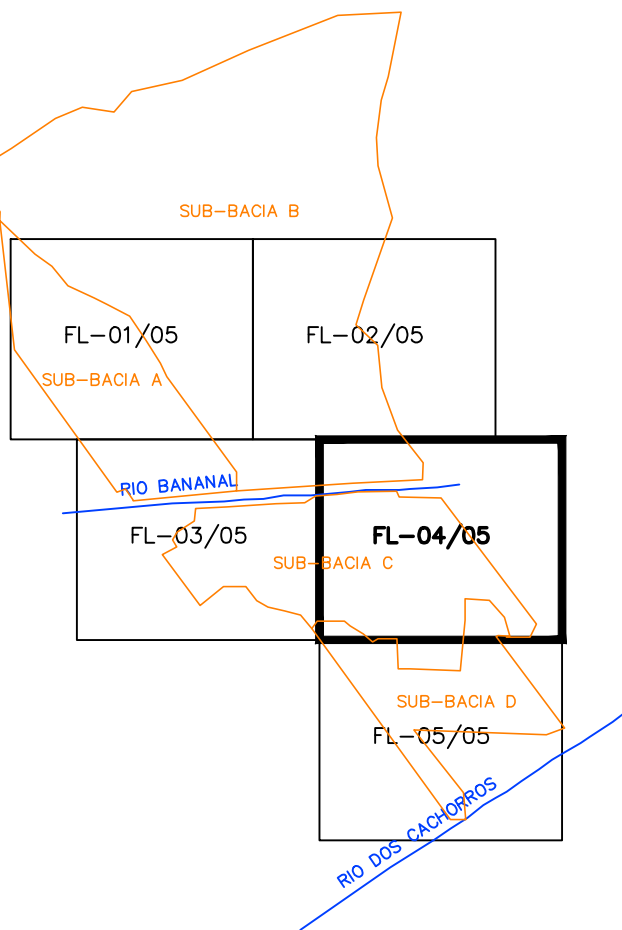 SUB-BACIA B
FL-01/05
FL-02/05
SUB-BACIA A
RIO BANANAL
FL-03/05
FL-04/05
SUB-BACIA C
SUB-BACIA D
FL-05/05
RIO DOS CACHORROS